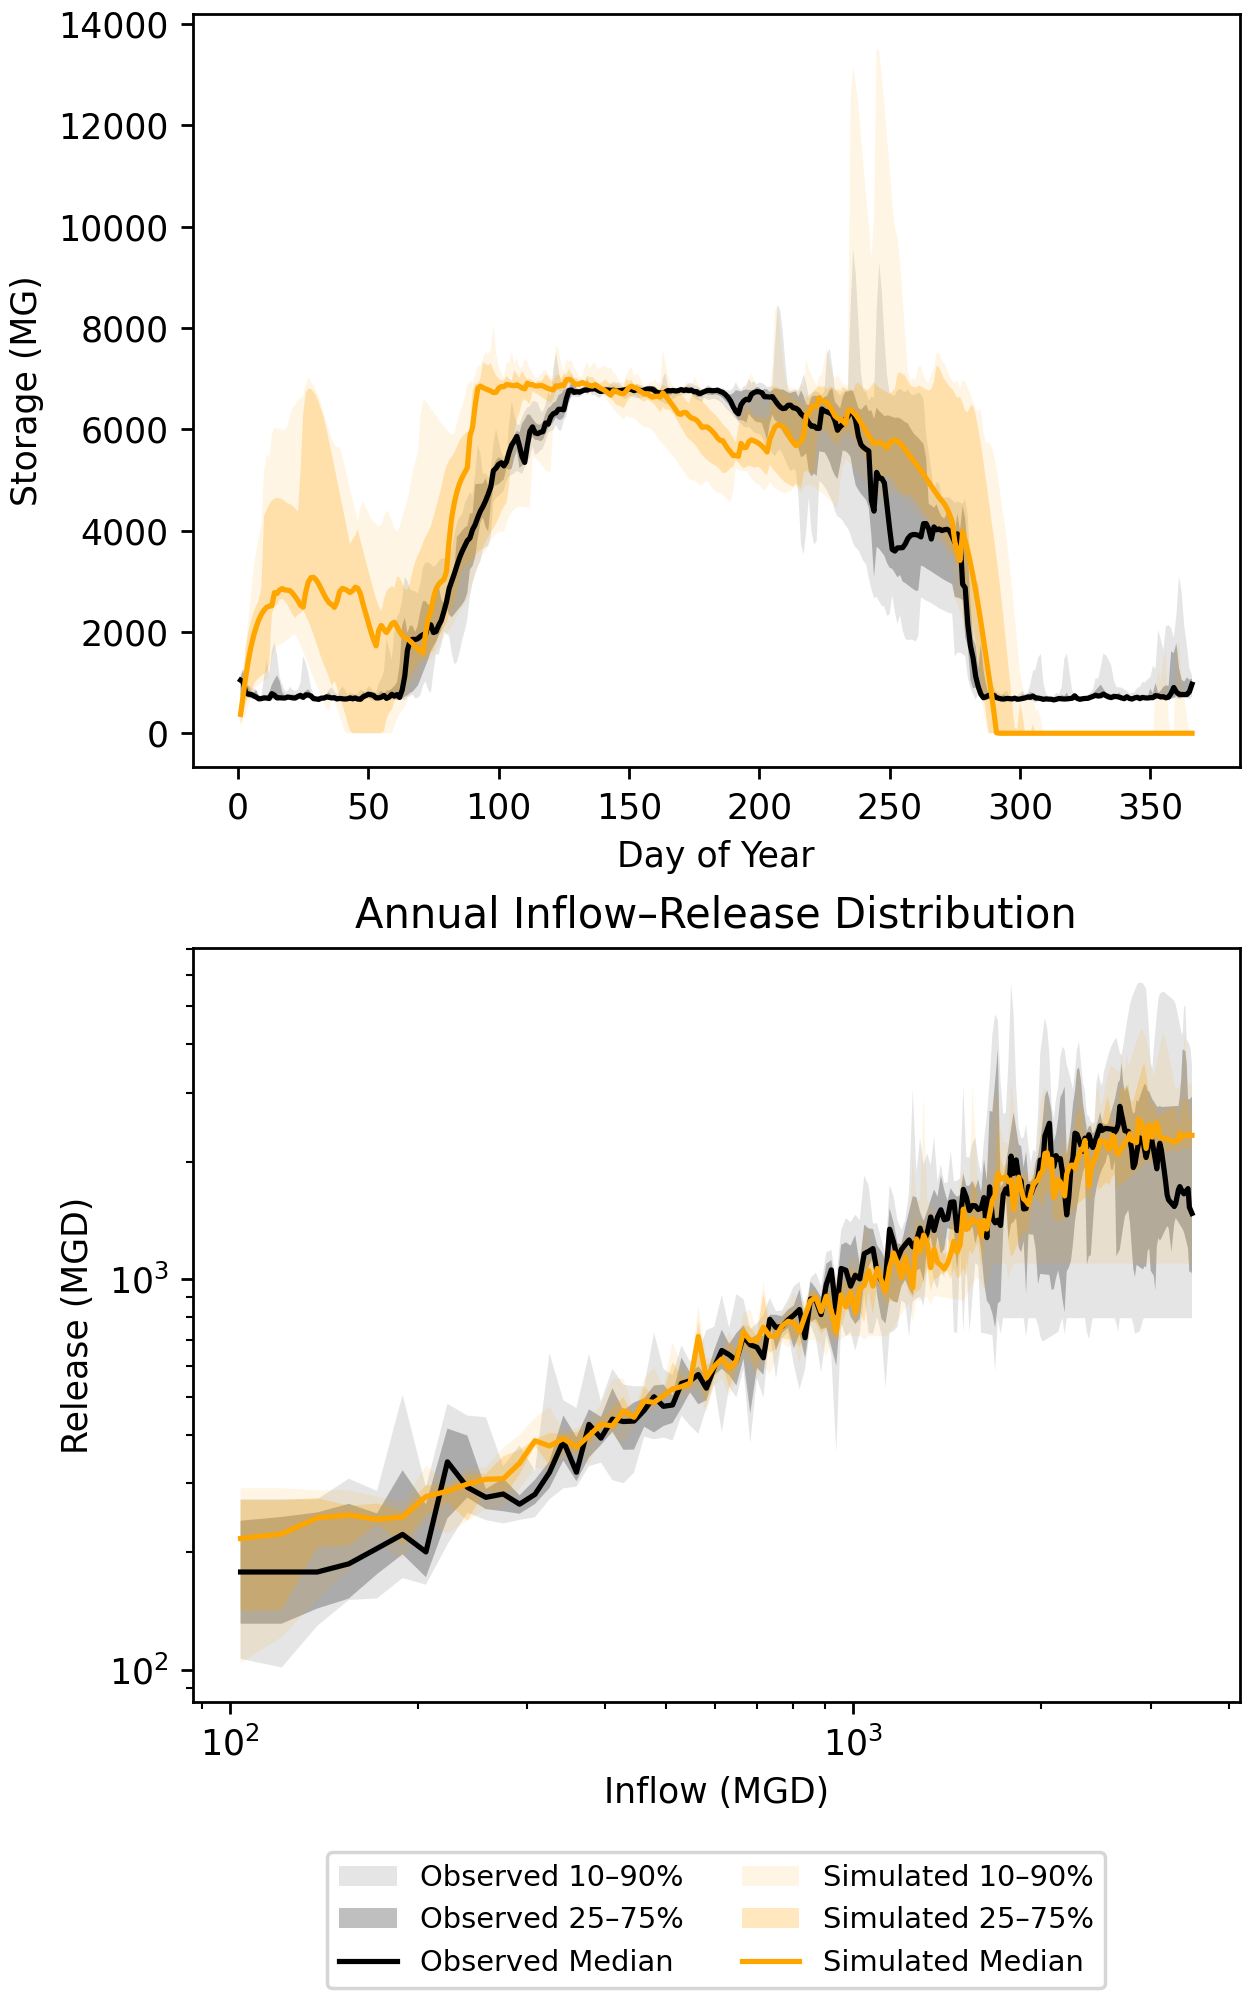 14000
12000
10000
8000
6000
4000
2000
0
Storage (MG)
0 50 100 150 200 250 300 350
Day of Year
Annual Inflow–Release Distribution
10³
10²
Release (MGD)
10² 10³
Inflow (MGD)
Observed 10–90% Simulated 10–90%
Observed 25–75% Simulated 25–75%
Observed Median Simulated Median